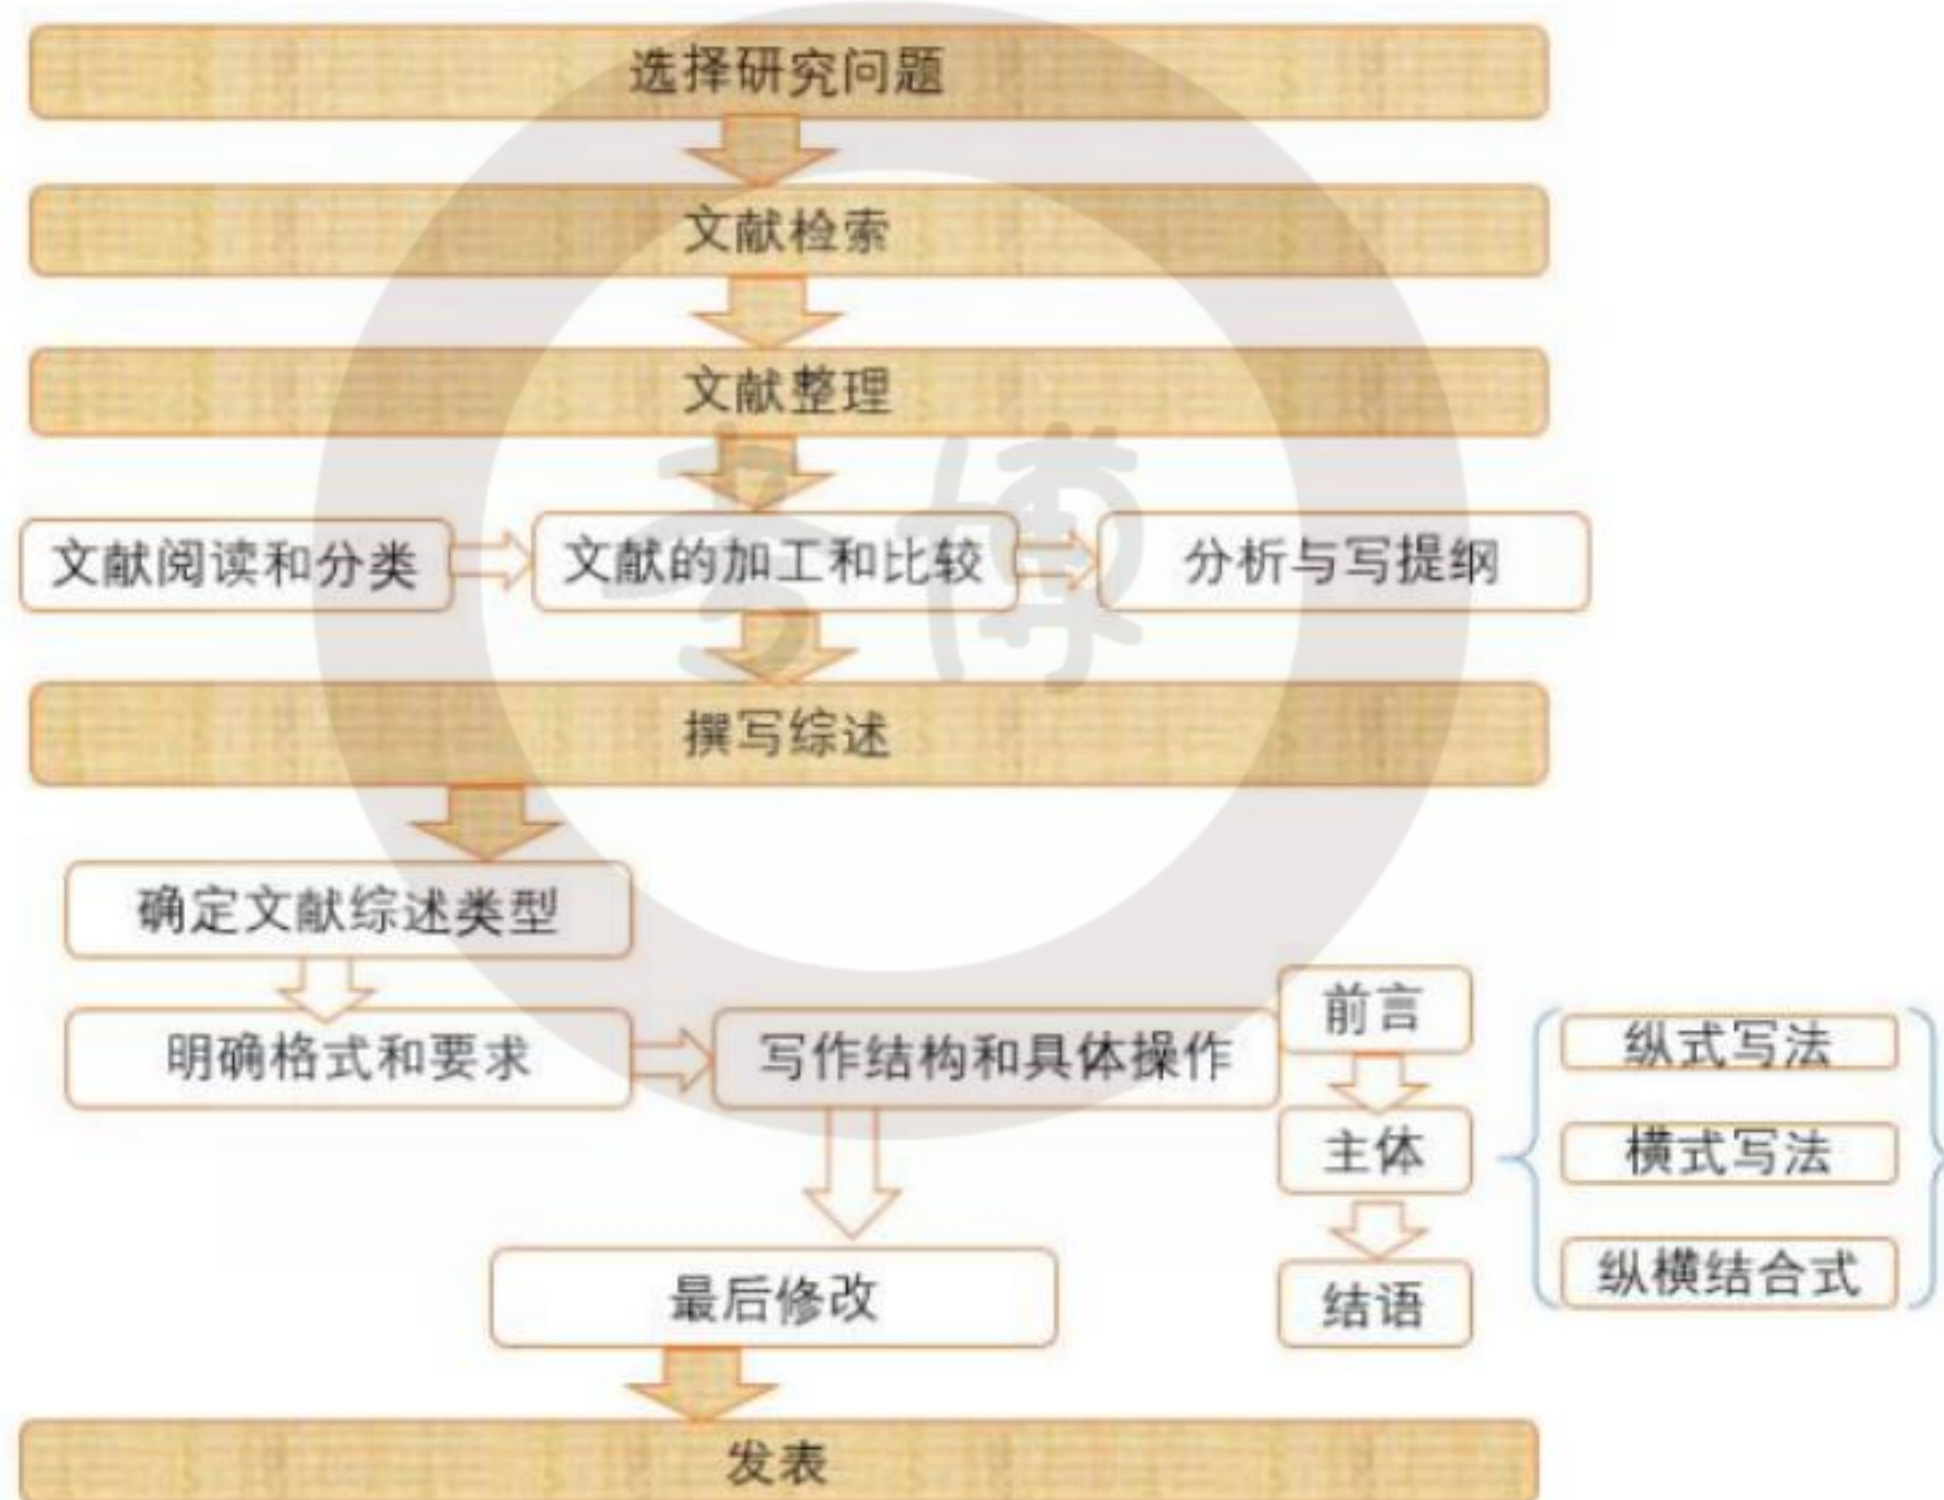 选择研究问题
文献检索
文献整理
文献阅读和分类
文献的加工和比较
分析与写提纲
撰写综述
确定文献综述类型
明确格式和要求
写作结构和具体操作
前言
主体
结语
纵式写法
横式写法
纵横结合式
最后修改
发表